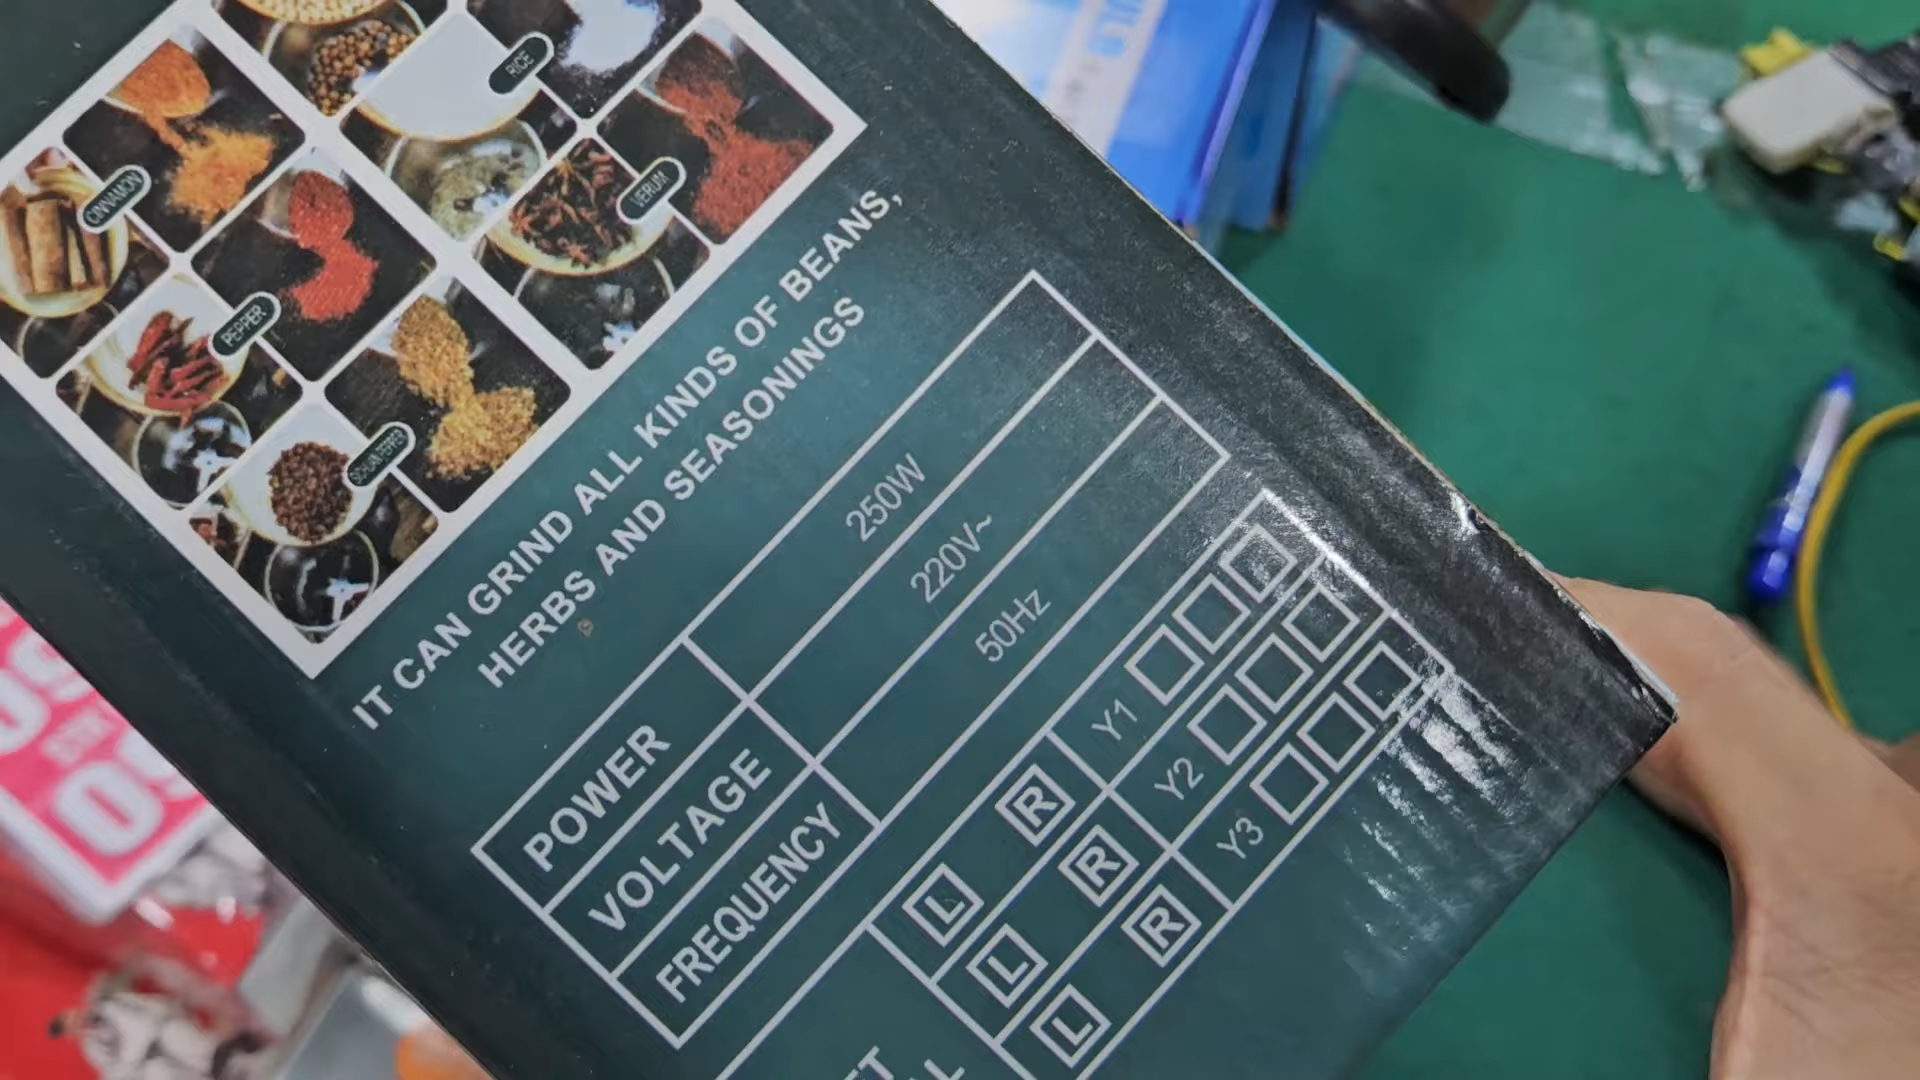 RICE
CINNAMON
VERUM
PEPPER
IT CAN GRIND ALL KINDS OF BEANS,
HERBS AND SEASONINGS
POWER 250W
VOLTAGE 220V~
FREQUENCY 50Hz
L R Y1
L R Y2
L R Y3